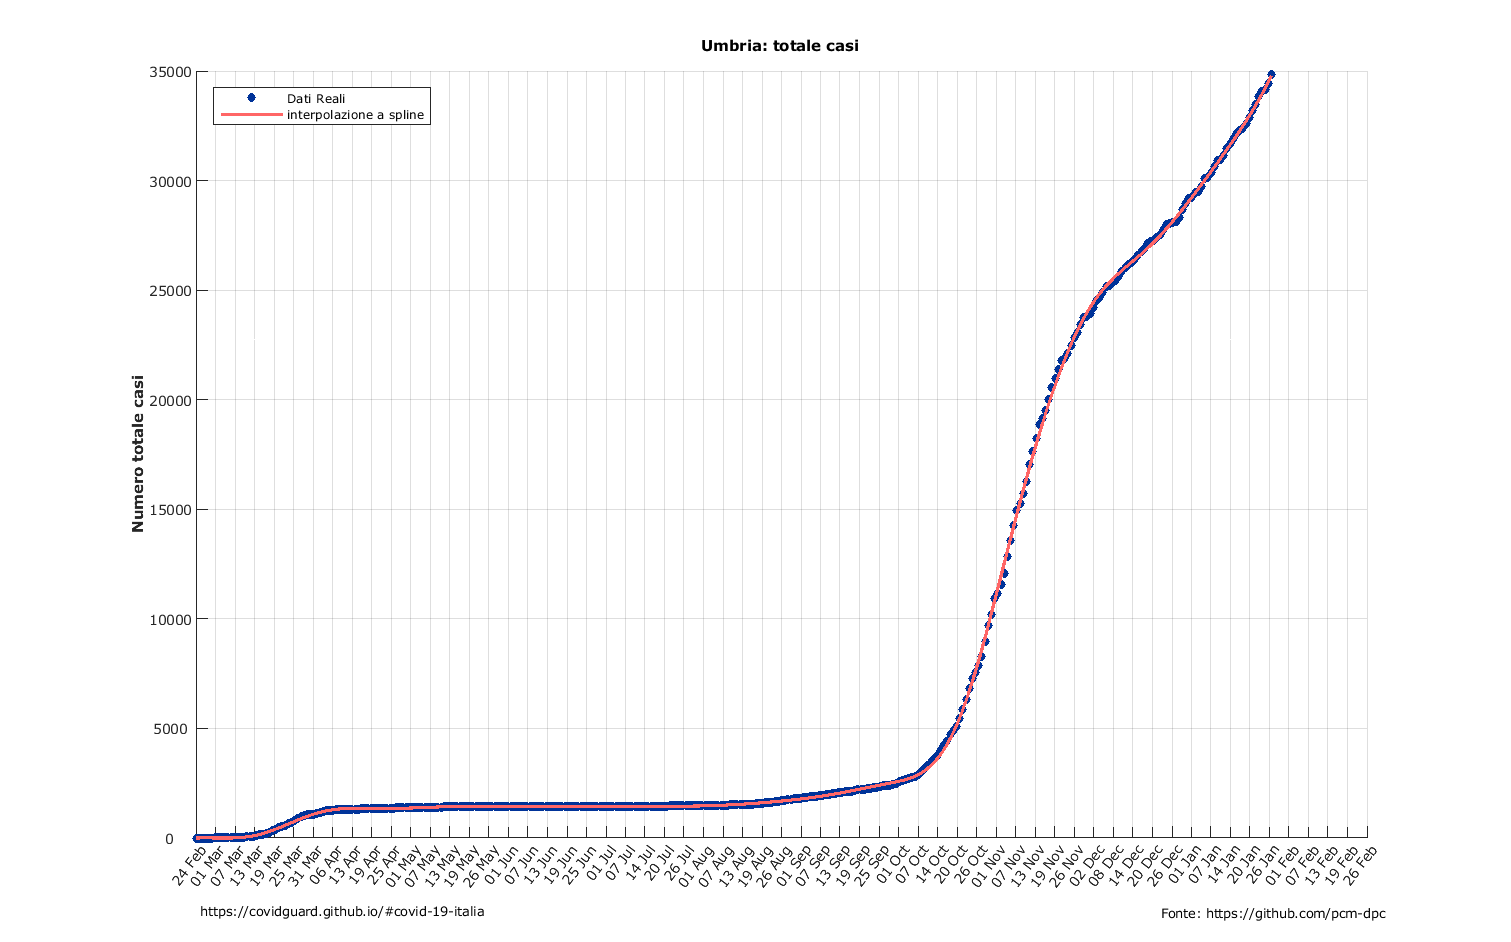 Umbria: totale casi
Dati Reali
interpolazione a spline
Numero totale casi
35000
30000
25000
20000
15000
10000
5000
0
24 Feb
01 Mar
07 Mar
13 Mar
19 Mar
25 Mar
31 Mar
06 Apr
13 Apr
19 Apr
25 Apr
01 May
07 May
13 May
19 May
26 May
01 Jun
07 Jun
13 Jun
19 Jun
25 Jun
01 Jul
07 Jul
14 Jul
20 Jul
26 Jul
01 Aug
07 Aug
13 Aug
19 Aug
26 Aug
01 Sep
07 Sep
13 Sep
19 Sep
25 Sep
01 Oct
07 Oct
14 Oct
20 Oct
26 Oct
01 Nov
07 Nov
13 Nov
19 Nov
26 Nov
02 Dec
08 Dec
14 Dec
20 Dec
26 Dec
01 Jan
07 Jan
14 Jan
20 Jan
26 Jan
01 Feb
07 Feb
13 Feb
19 Feb
26 Feb
https://covidguard.github.io/#covid-19-italia
Fonte: https://github.com/pcm-dpc